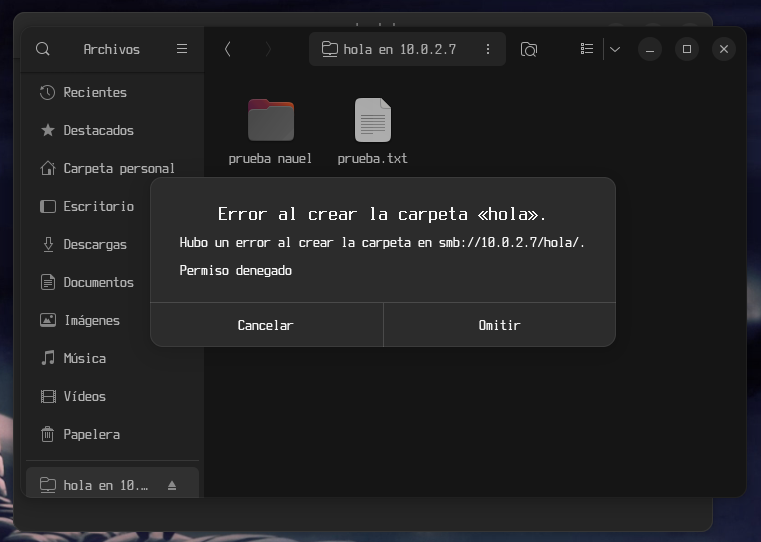 Archivos
hola en 10.0.2.7
Recientes
Destacados
Carpeta personal
Escritorio
Descargas
Documentos
Imágenes
Música
Vídeos
Papelera
hola en 10.…
prueba nauel
prueba.txt
Error al crear la carpeta «hola».
Hubo un error al crear la carpeta en smb://10.0.2.7/hola/.
Permiso denegado
Cancelar
Omitir